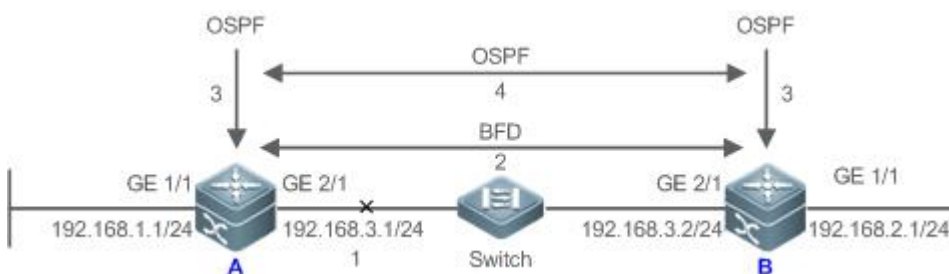 OSPF
OSPF
OSPF
3
4
3
BFD
2
GE 1/1
GE 2/1
GE 2/1
GE 1/1
192.168.1.1/24
192.168.3.1/24
192.168.3.2/24
192.168.2.1/24
A
1
Switch
B